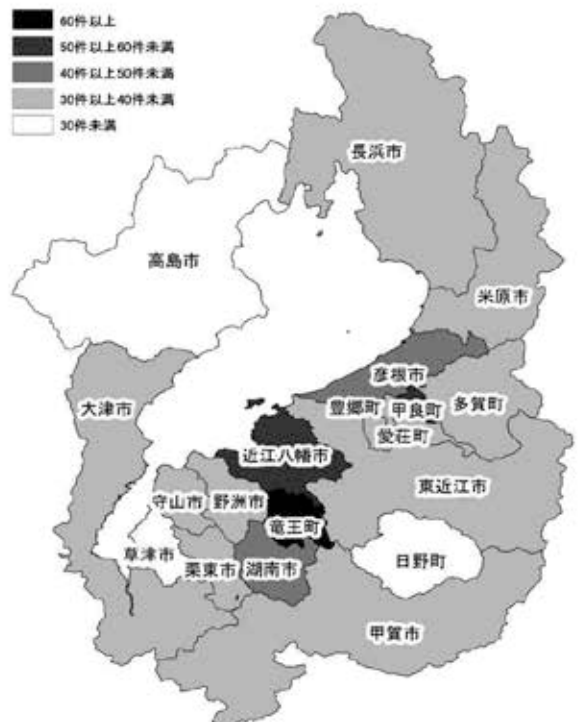 60件以上
50件以上60件未満
40件以上50件未満
30件以上40件未満
30件未満
長浜市
高島市
米原市
彦根市
大津市
豊郷町
甲良町
多賀町
愛荘町
近江八幡市
東近江市
守山市
野洲市
竜王町
草津市
日野町
栗東市
湖南市
甲賀市